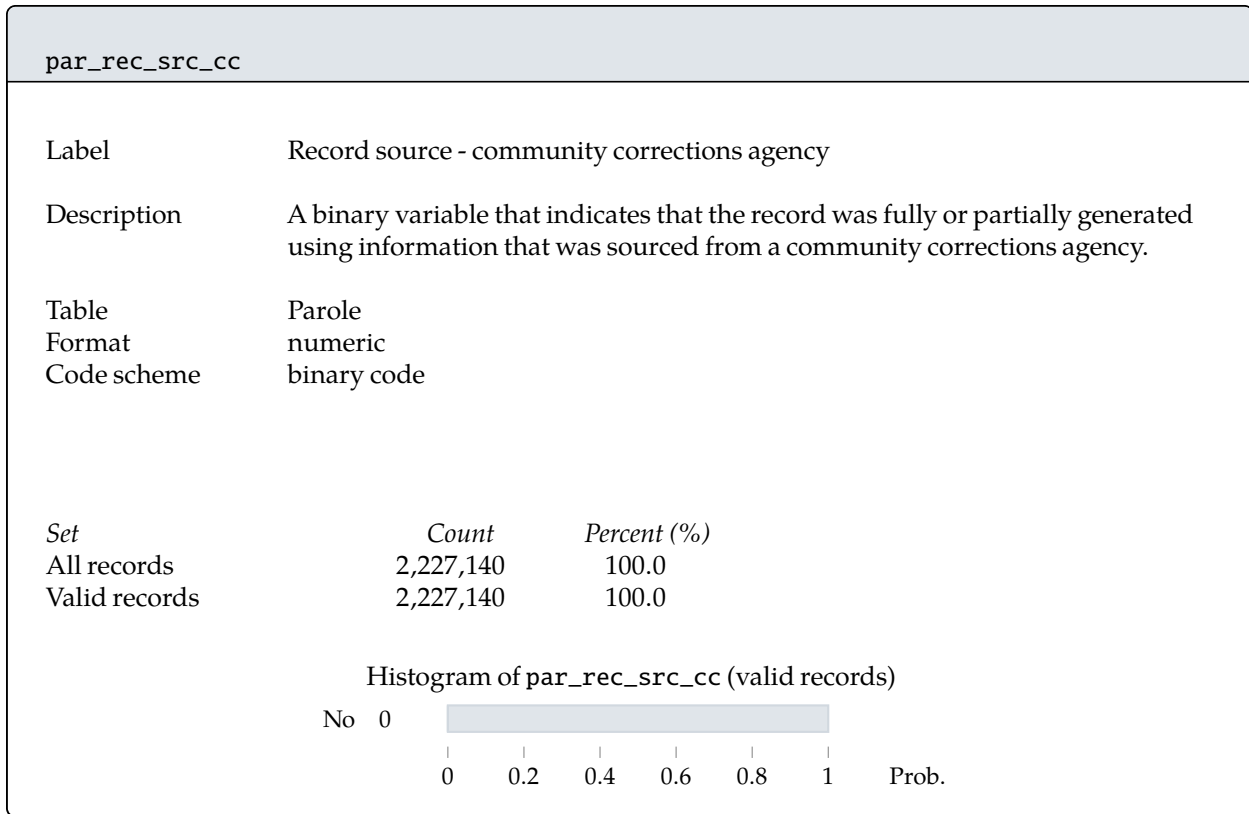 par_rec_src_cc
Label Record source - community corrections agency
Description A binary variable that indicates that the record was fully or partially generated
using information that was sourced from a community corrections agency.
Table Parole
Format numeric
Code scheme binary code
Set Count Percent (%)
All records 2,227,140 100.0
Valid records 2,227,140 100.0
Histogram of par_rec_src_cc (valid records)
No 0
0 0.2 0.4 0.6 0.8 1 Prob.